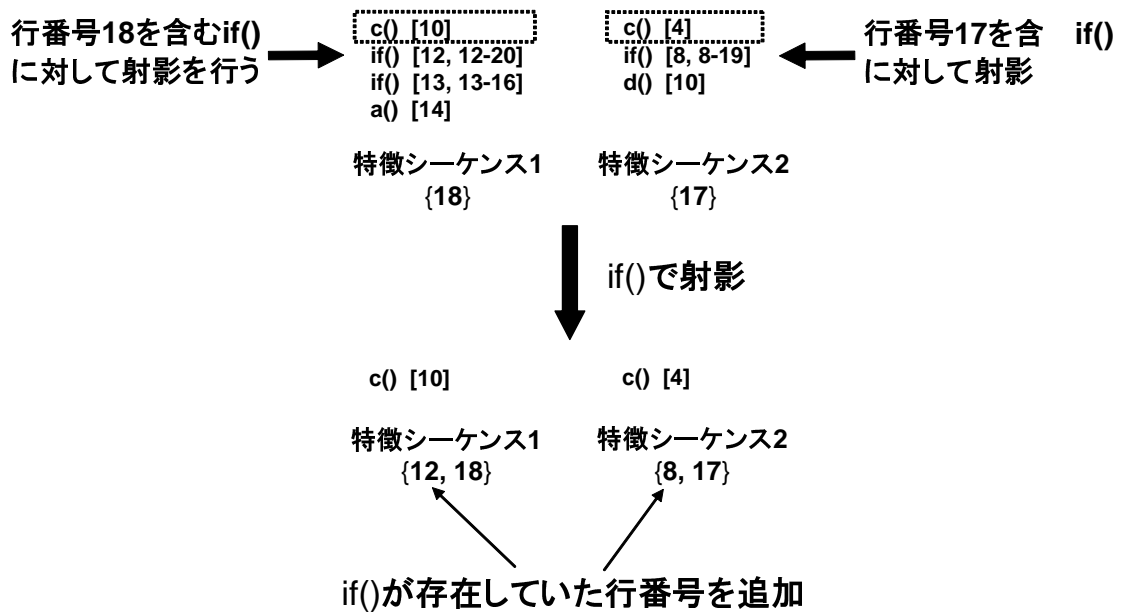 行番号18を含むif()
に対して射影を行う
c() [10]
if() [12, 12-20]
if() [13, 13-16]
a() [14]
特徴シーケンス1
{18}
c() [4]
if() [8, 8-19]
d() [10]
特徴シーケンス2
{17}
行番号17を含 if()
に対して射影
if()で射影
c() [10]
特徴シーケンス1
{12, 18}
c() [4]
特徴シーケンス2
{8, 17}
if()が存在していた行番号を追加